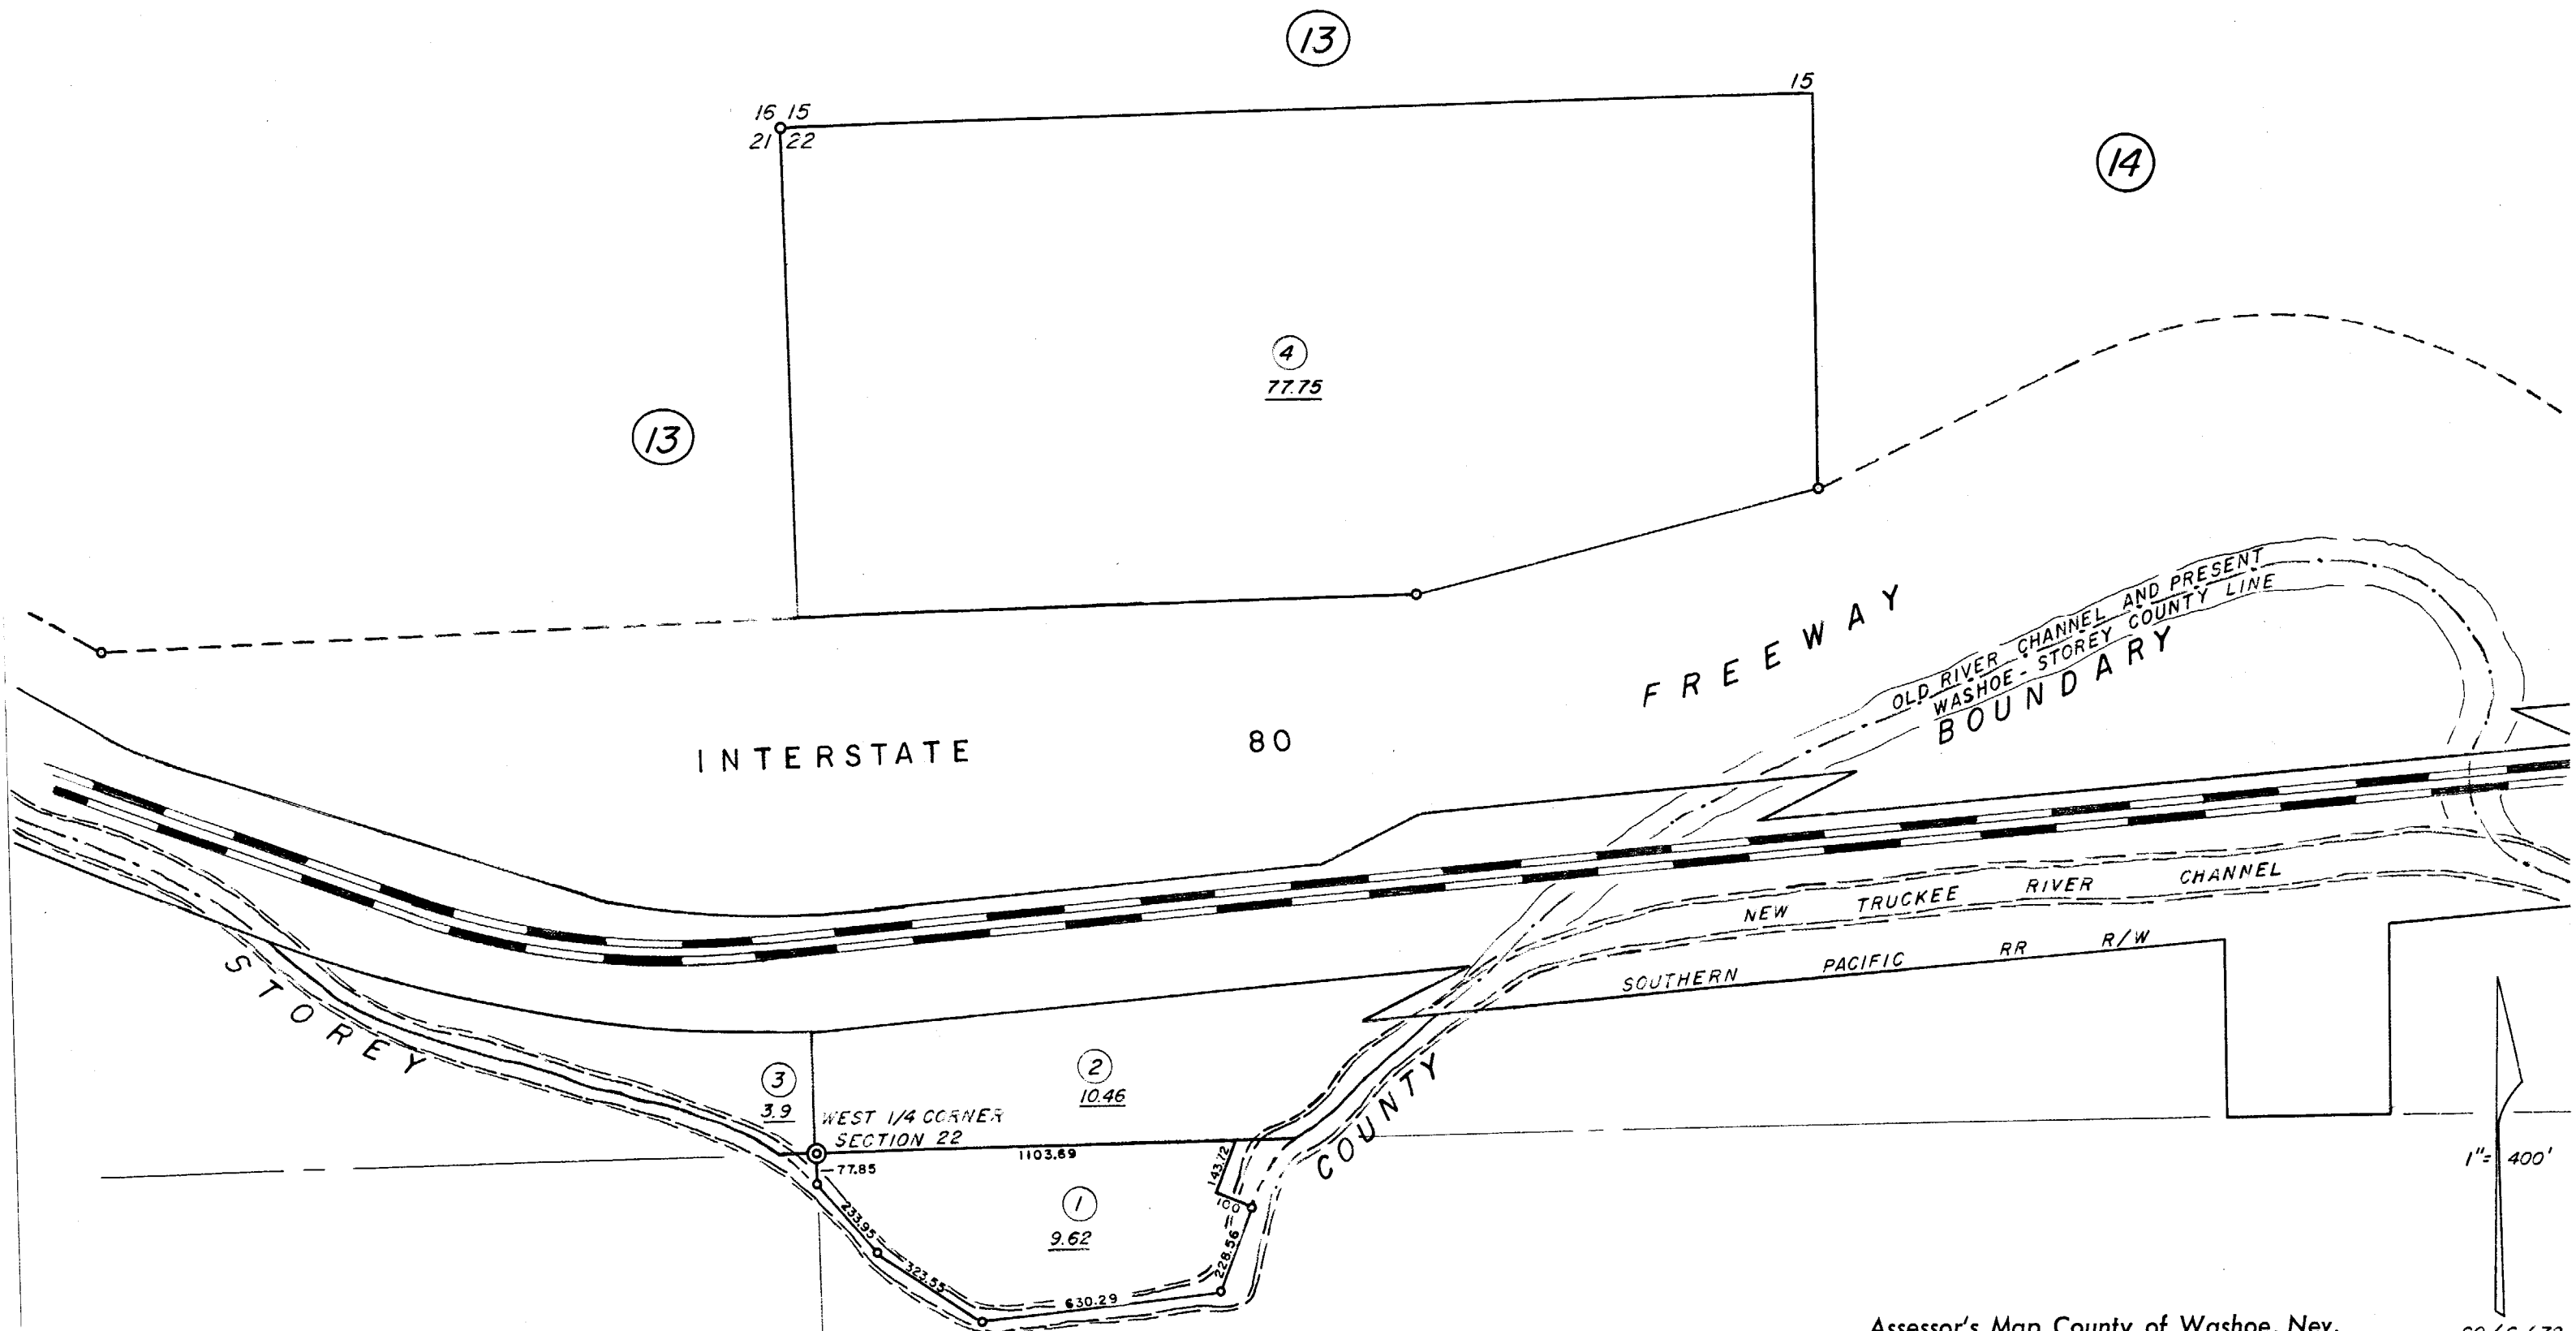 13
15
16 15
21 22
14
4
77.75
13
OLD RIVER CHANNEL AND PRESENT
WASHOE - STOREY COUNTY LINE
BOUNDARY
FREEWAY
INTERSTATE 80
NEW TRUCKEE RIVER CHANNEL
SOUTHERN PACIFIC RR R/W
STOREY
COUNTY
3
3.9
2
10.46
WEST 1/4 CORNER
SECTION 22
1103.69
77.85
143.72
100
1
9.62
233.95
323.55
630.29
228.56
1"= 400'
Assessor's Map County of Washoe, Nev.